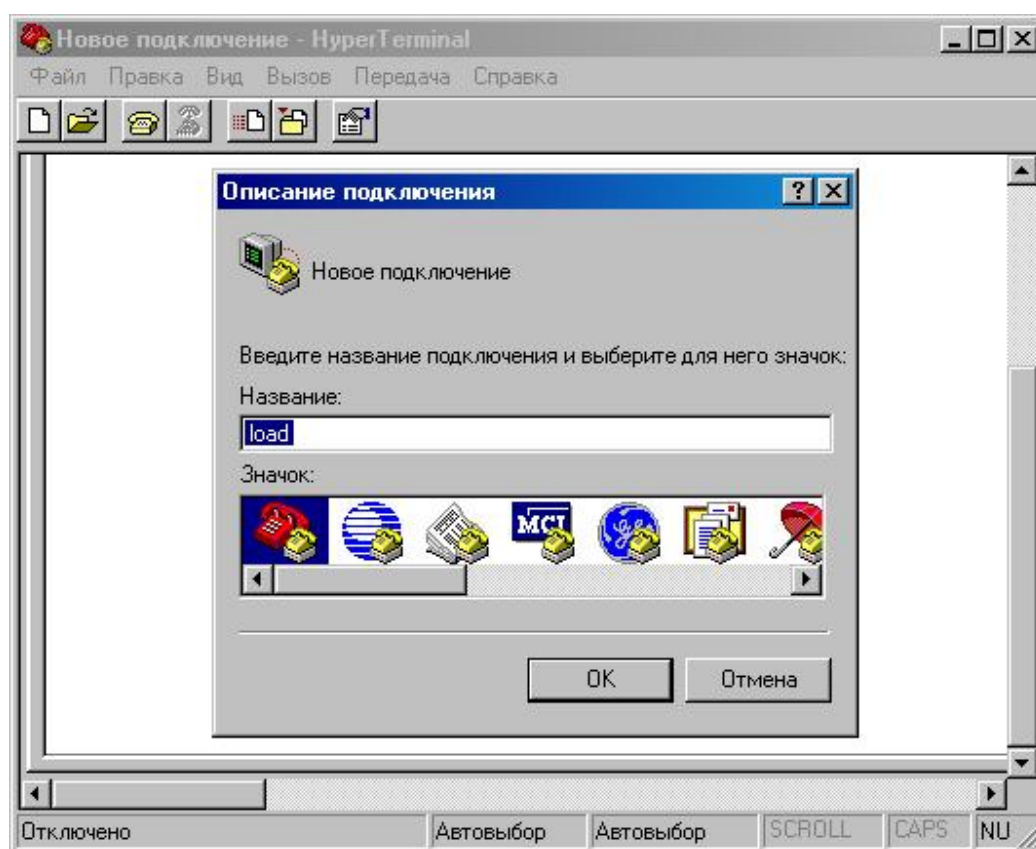 Новое подключение - HyperTerminal
Файл Правка Вид Вызов Передача Справка
Описание подключения
Новое подключение
Введите название подключения и выберите для него значок:
Название:
load
Значок:
MCI
OK Отмена
Отключено Автовыбор Автовыбор SCROLL CAPS NU